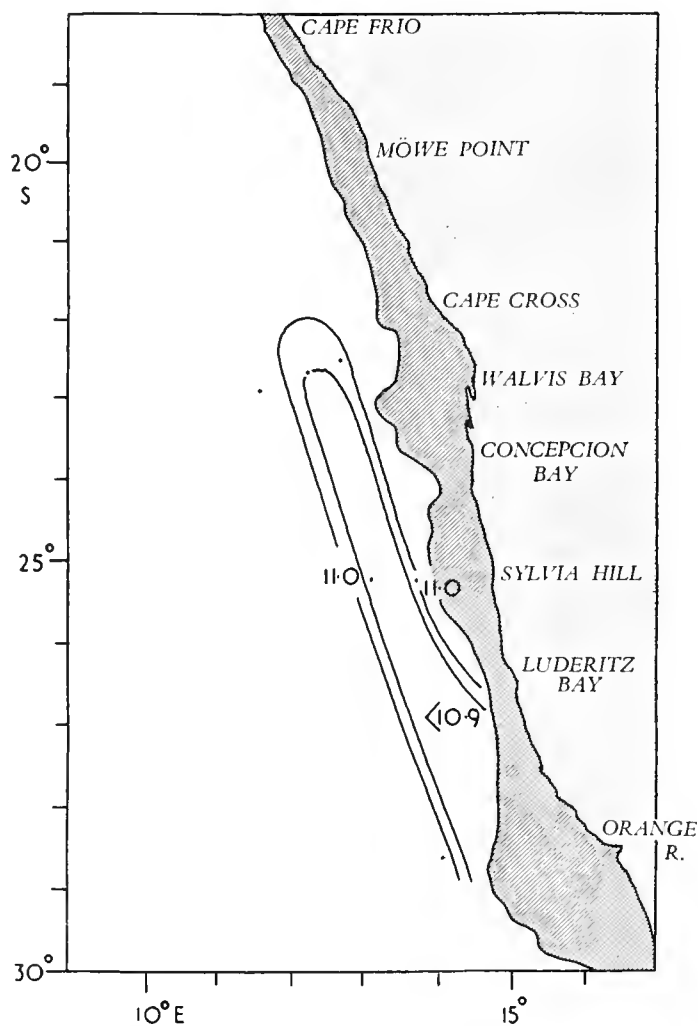 CAPE FRIO
MÖWE POINT
20°
S
CAPE CROSS
WALVIS BAY
CONCEPCION
BAY
25°
11·0
11·0
SYLVIA HILL
LUDERITZ
BAY
<10·9
ORANGE
R.
30°
10°E
15°